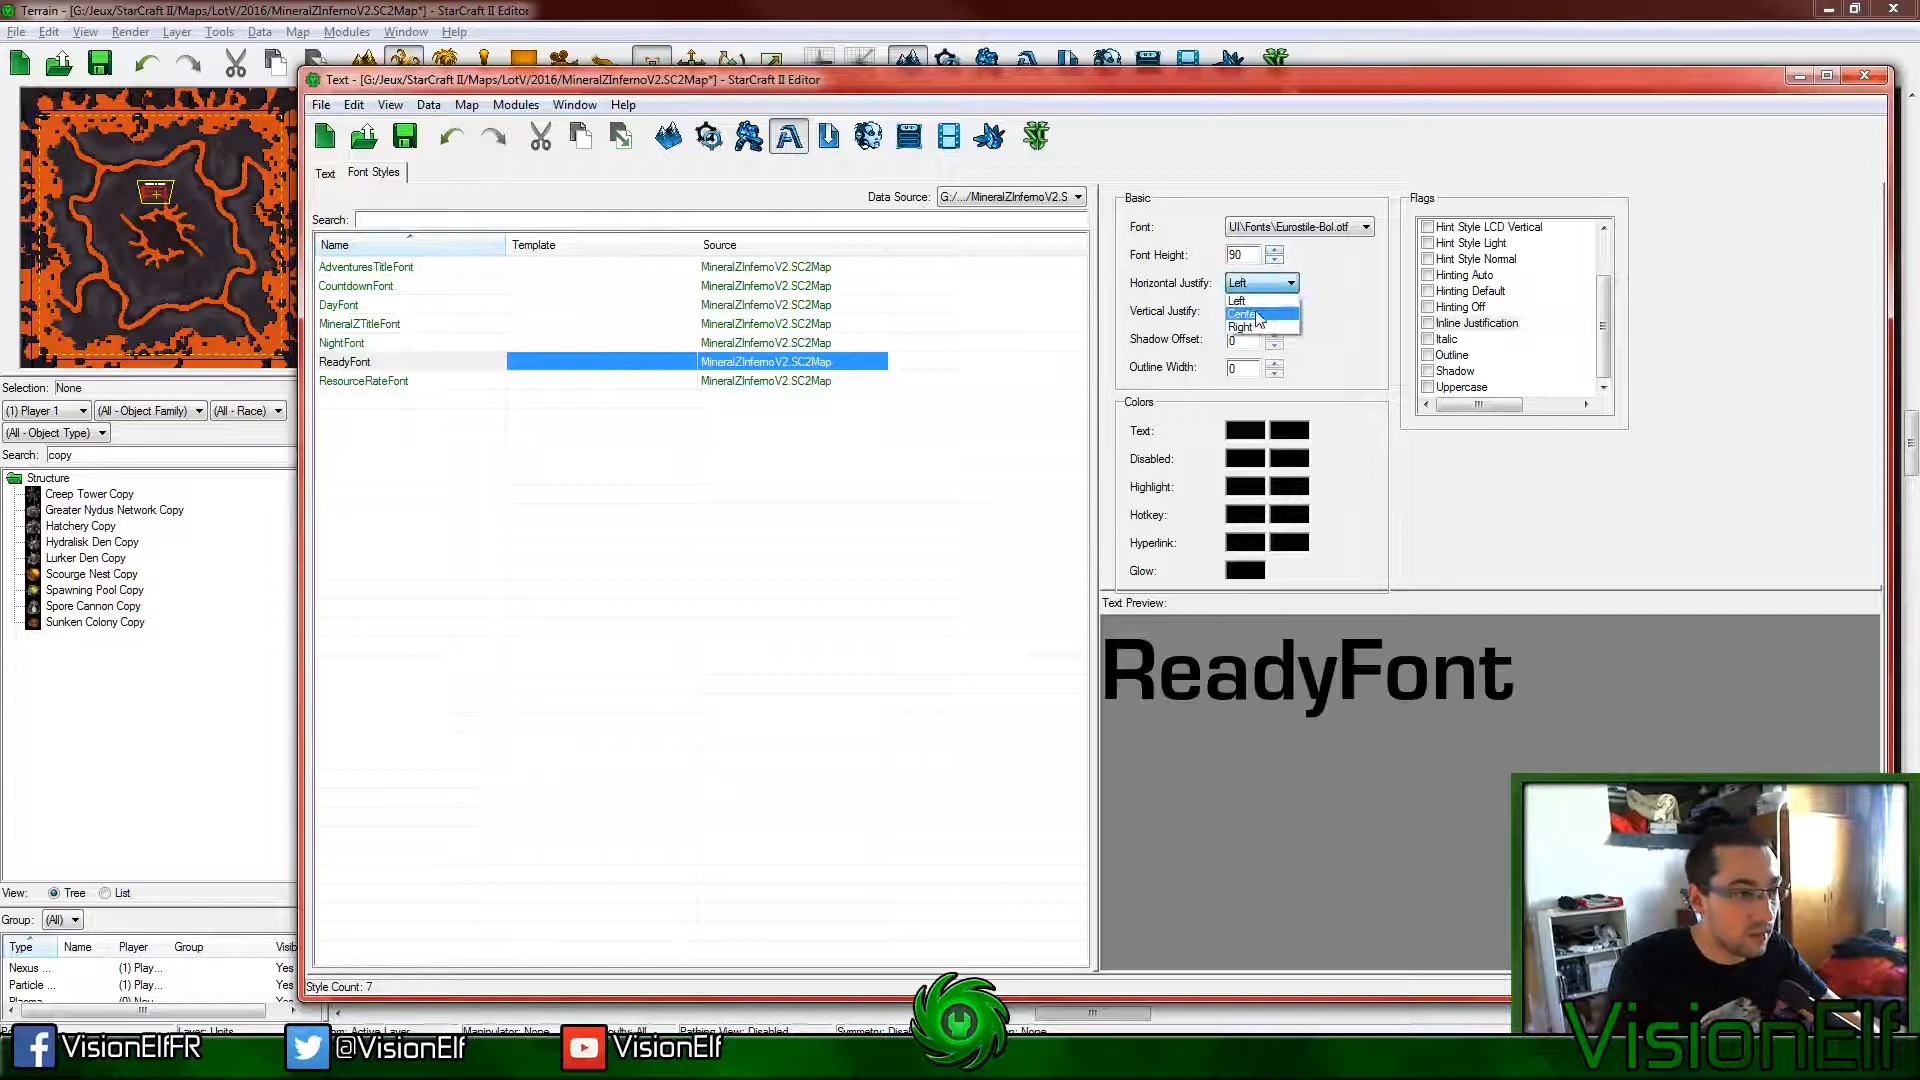 Terrain - [G:/Jeux/StarCraft II/Maps/LotV/2016/MineralZInfernoV2.SC2Map*] - StarCraft II Editor
File Edit View Render Layer Tools Data Map Modules Window Help
Text - [G:/Jeux/StarCraft II/Maps/LotV/2016/MineralZInfernoV2.SC2Map*] - StarCraft II Editor
File Edit View Data Map Modules Window Help
Text Font Styles
Data Source: G:/.../MineralZInfernoV2.S
Search:
Name Template Source
AdventuresTitleFont MineralZInfernoV2.SC2Map
CountdownFont MineralZInfernoV2.SC2Map
DayFont MineralZInfernoV2.SC2Map
MineralZTitleFont MineralZInfernoV2.SC2Map
NightFont MineralZInfernoV2.SC2Map
ReadyFont MineralZInfernoV2.SC2Map
ResourceRateFont MineralZInfernoV2.SC2Map
Style Count: 7
Basic
Font: UI\Fonts\Eurostile-Bol.otf
Font Height: 90
Horizontal Justify: Left
Left
Center
Right
Vertical Justify:
Shadow Offset: 0
Outline Width: 0
Flags
Hint Style LCD Vertical
Hint Style Light
Hint Style Normal
Hinting Auto
Hinting Default
Hinting Off
Inline Justification
Italic
Outline
Shadow
Uppercase
Colors
Text:
Disabled:
Highlight:
Hotkey:
Hyperlink:
Glow:
Text Preview:
ReadyFont
Selection: None
(1) Player 1 (All - Object Family) (All - Race)
(All - Object Type)
Search: copy
Structure
Creep Tower Copy
Greater Nydus Network Copy
Hatchery Copy
Hydralisk Den Copy
Lurker Den Copy
Scourge Nest Copy
Spawning Pool Copy
Spore Cannon Copy
Sunken Colony Copy
View: Tree List
Group: (All)
Type Name Player Group Visib
Nexus ... (1) Play... Yes
Particle ... (1) Play... Yes
VisionElfFR @VisionElf VisionElf
VisionElf